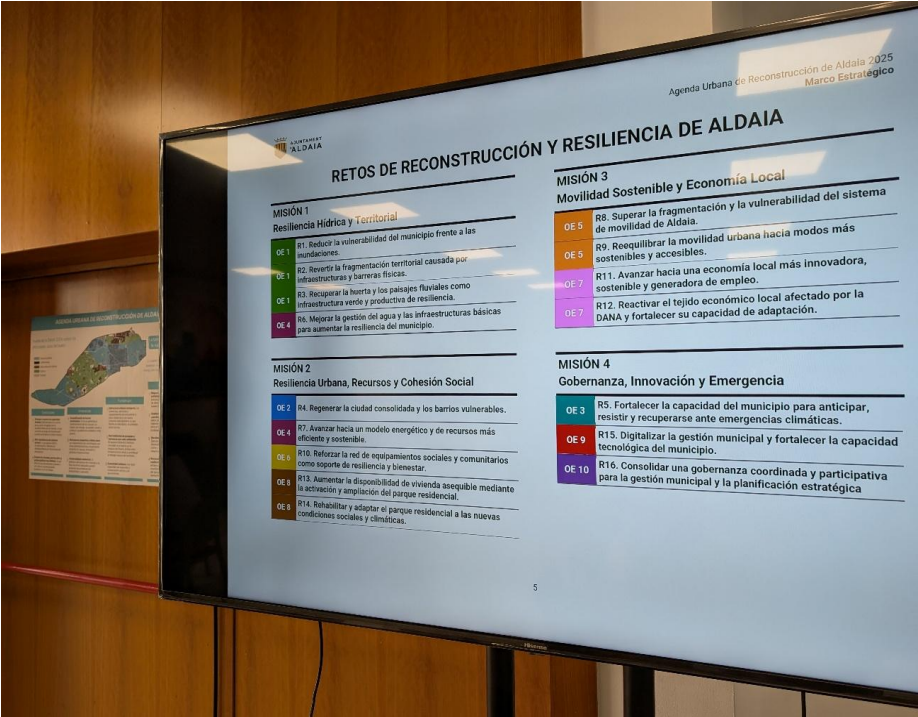 Agenda Urbana de Reconstrucción de Aldaia 2025
Marco Estratégico
AJUNTAMENT
D'ALDAIA
RETOS DE RECONSTRUCCIÓN Y RESILIENCIA DE ALDAIA
MISIÓN 1
Resiliencia Hídrica y Territorial
OE 1 R1. Reducir la vulnerabilidad del municipio frente a las
inundaciones.
OE 1 R2. Revertir la fragmentación territorial causada por
infraestructuras y barreras físicas.
OE 1 R3. Recuperar la huerta y los paisajes fluviales como
infraestructura verde y productiva de resiliencia.
OE 4 R6. Mejorar la gestión del agua y las infraestructuras básicas
para aumentar la resiliencia del municipio.
MISIÓN 2
Resiliencia Urbana, Recursos y Cohesión Social
OE 2 R4. Regenerar la ciudad consolidada y los barrios vulnerables.
OE 4 R7. Avanzar hacia un modelo energético y de recursos más
eficiente y sostenible.
OE 6 R10. Reforzar la red de equipamientos sociales y comunitarios
como soporte de resiliencia y bienestar.
OE 8 R13. Aumentar la disponibilidad de vivienda asequible mediante
la activación y ampliación del parque residencial.
OE 8 R14. Rehabilitar y adaptar el parque residencial a las nuevas
condiciones sociales y climáticas.
MISIÓN 3
Movilidad Sostenible y Economía Local
OE 5 R8. Superar la fragmentación y la vulnerabilidad del sistema
de movilidad de Aldaia.
OE 5 R9. Reequilibrar la movilidad urbana hacia modos más
sostenibles y accesibles.
OE 7 R11. Avanzar hacia una economía local más innovadora,
sostenible y generadora de empleo.
OE 7 R12. Reactivar el tejido económico local afectado por la
DANA y fortalecer su capacidad de adaptación.
MISIÓN 4
Gobernanza, Innovación y Emergencia
OE 3 R5. Fortalecer la capacidad del municipio para anticipar,
resistir y recuperarse ante emergencias climáticas.
OE 9 R15. Digitalizar la gestión municipal y fortalecer la capacidad
tecnológica del municipio.
OE 10 R16. Consolidar una gobernanza coordinada y participativa
para la gestión municipal y la planificación estratégica
5
Hisense
AGENDA URBANA DE RECONSTRUCCIÓN DE ALDAI